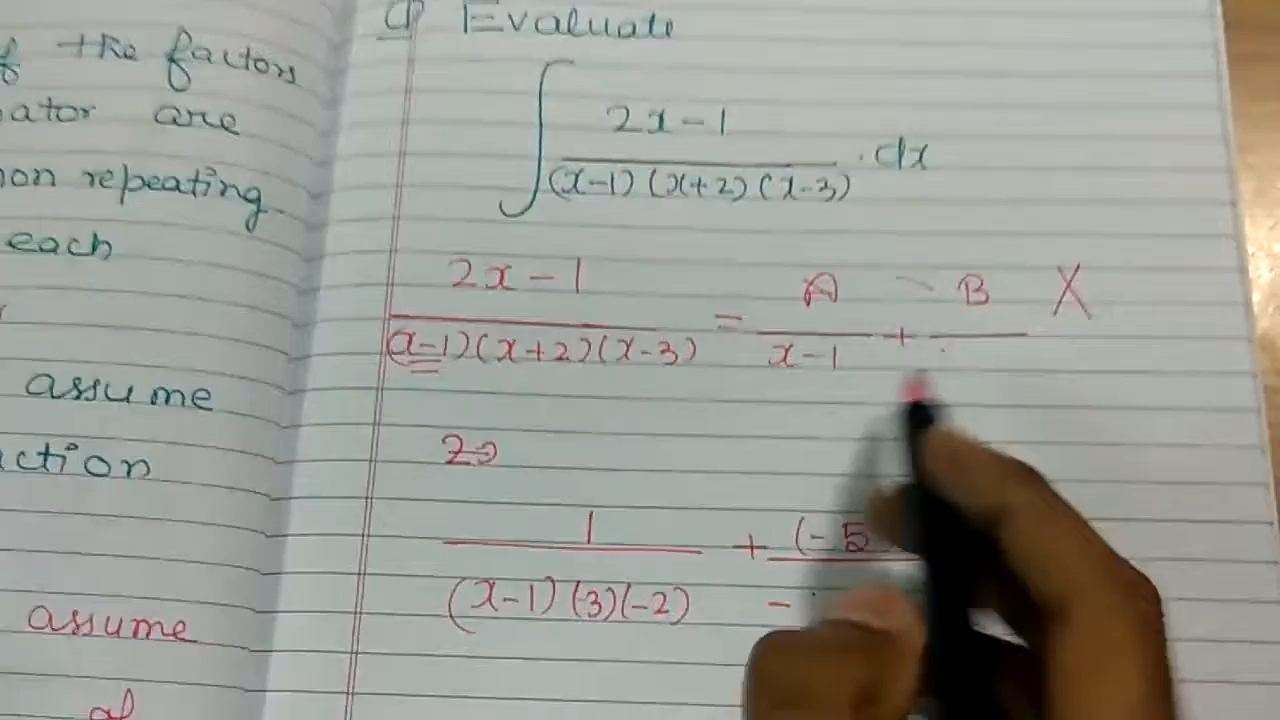 f the factors
ator are
on repeating
each
assume
ction
assume
Q Evaluate
∫ 2x-1 / (x-1)(x+2)(x-3) · dx
2x-1 / (x-1)(x+2)(x-3) = A / x-1 + B / X
1 / (x-1)(3)(-2) + (-5 / -